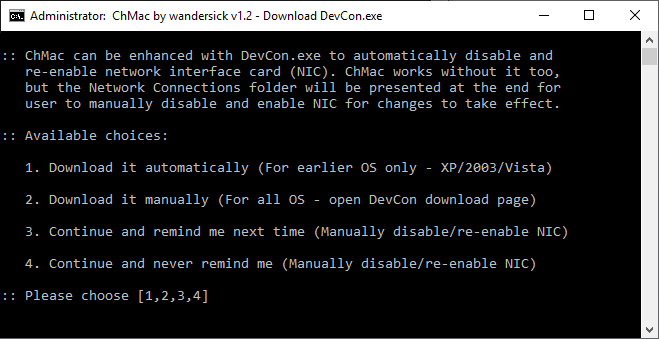 Administrator: ChMac by wandersick v1.2 - Download DevCon.exe
:: ChMac can be enhanced with DevCon.exe to automatically disable and
re-enable network interface card (NIC). ChMac works without it too,
but the Network Connections folder will be presented at the end for
user to manually disable and enable NIC for changes to take effect.
:: Available choices:
1. Download it automatically (For earlier OS only - XP/2003/Vista)
2. Download it manually (For all OS - open DevCon download page)
3. Continue and remind me next time (Manually disable/re-enable NIC)
4. Continue and never remind me (Manually disable/re-enable NIC)
:: Please choose [1,2,3,4]